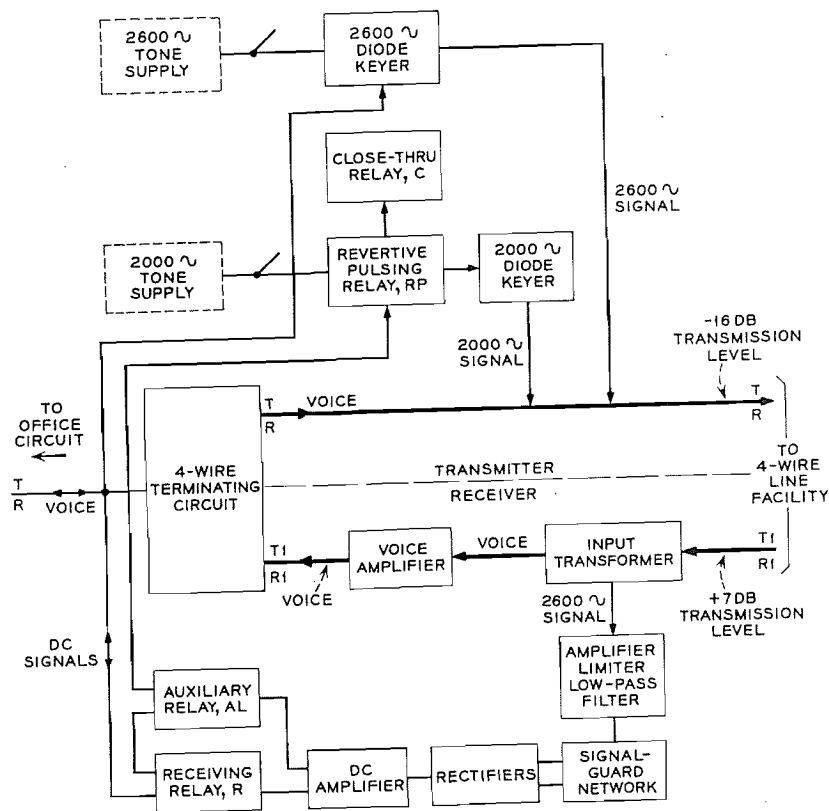 2600 ∿
TONE
SUPPLY
2600 ∿
DIODE
KEYER
CLOSE-THRU
RELAY, C
2600 ∿
SIGNAL
2000 ∿
TONE
SUPPLY
REVERTIVE
PULSING
RELAY, RP
2000 ∿
DIODE
KEYER
2000 ∿
SIGNAL
-16 DB
TRANSMISSION
LEVEL
TO
OFFICE
CIRCUIT
T
R
VOICE
4-WIRE
TERMINATING
CIRCUIT
T
R
VOICE
T
R
TRANSMITTER
RECEIVER
TO
4-WIRE
LINE
FACILITY
T1
R1
VOICE
VOICE
AMPLIFIER
VOICE
INPUT
TRANSFORMER
T1
R1
+7 DB
TRANSMISSION
LEVEL
2600 ∿
SIGNAL
DC
SIGNALS
AUXILIARY
RELAY, AL
AMPLIFIER
LIMITER
LOW-PASS
FILTER
RECEIVING
RELAY, R
DC
AMPLIFIER
RECTIFIERS
SIGNAL-
GUARD
NETWORK